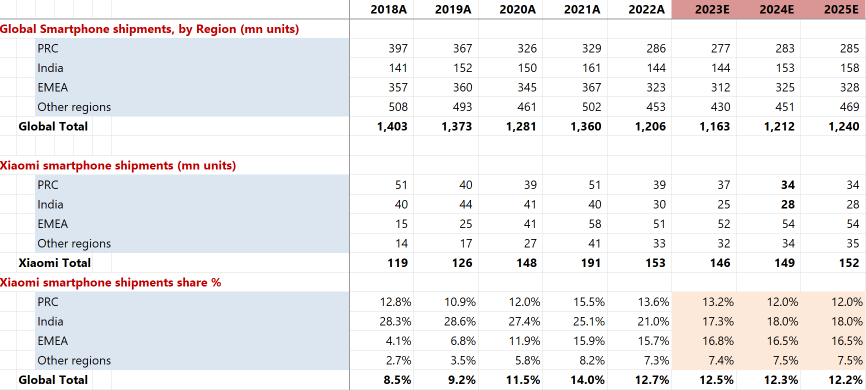 2018A 2019A 2020A 2021A 2022A 2023E 2024E 2025E
Global Smartphone shipments, by Region (mn units)
PRC 397 367 326 329 286 277 283 285
India 141 152 150 161 144 144 153 158
EMEA 357 360 345 367 323 312 325 328
Other regions 508 493 461 502 453 430 451 469
Global Total 1,403 1,373 1,281 1,360 1,206 1,163 1,212 1,240
Xiaomi smartphone shipments (mn units)
PRC 51 40 39 51 39 37 34 34
India 40 44 41 40 30 25 28 28
EMEA 15 25 41 58 51 52 54 54
Other regions 14 17 27 41 33 32 34 35
Xiaomi Total 119 126 148 191 153 146 149 152
Xiaomi smartphone shipments share %
PRC 12.8% 10.9% 12.0% 15.5% 13.6% 13.2% 12.0% 12.0%
India 28.3% 28.6% 27.4% 25.1% 21.0% 17.3% 18.0% 18.0%
EMEA 4.1% 6.8% 11.9% 15.9% 15.7% 16.8% 16.5% 16.5%
Other regions 2.7% 3.5% 5.8% 8.2% 7.3% 7.4% 7.5% 7.5%
Global Total 8.5% 9.2% 11.5% 14.0% 12.7% 12.5% 12.3% 12.2%